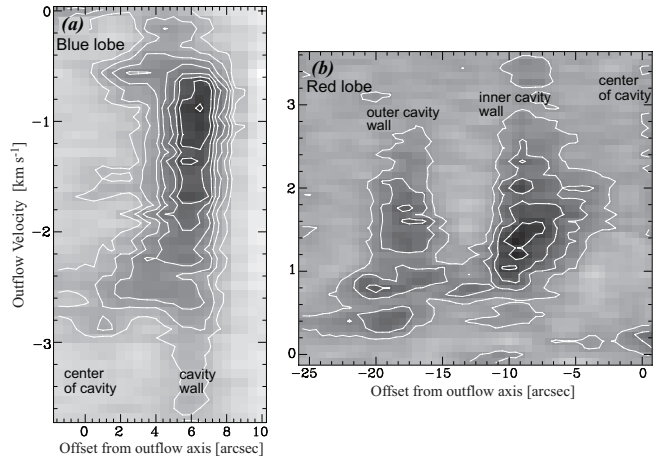 (a)
Blue lobe
0
−1
−2
−3
Outflow Velocity [km s⁻¹]
center
of cavity
cavity
wall
0 2 4 6 8 10
Offset from outflow axis [arcsec]
(b)
Red lobe
outer cavity
wall
inner cavity
wall
center
of cavity
3
2
1
0
−25 −20 −15 −10 −5 0
Offset from outflow axis [arcsec]